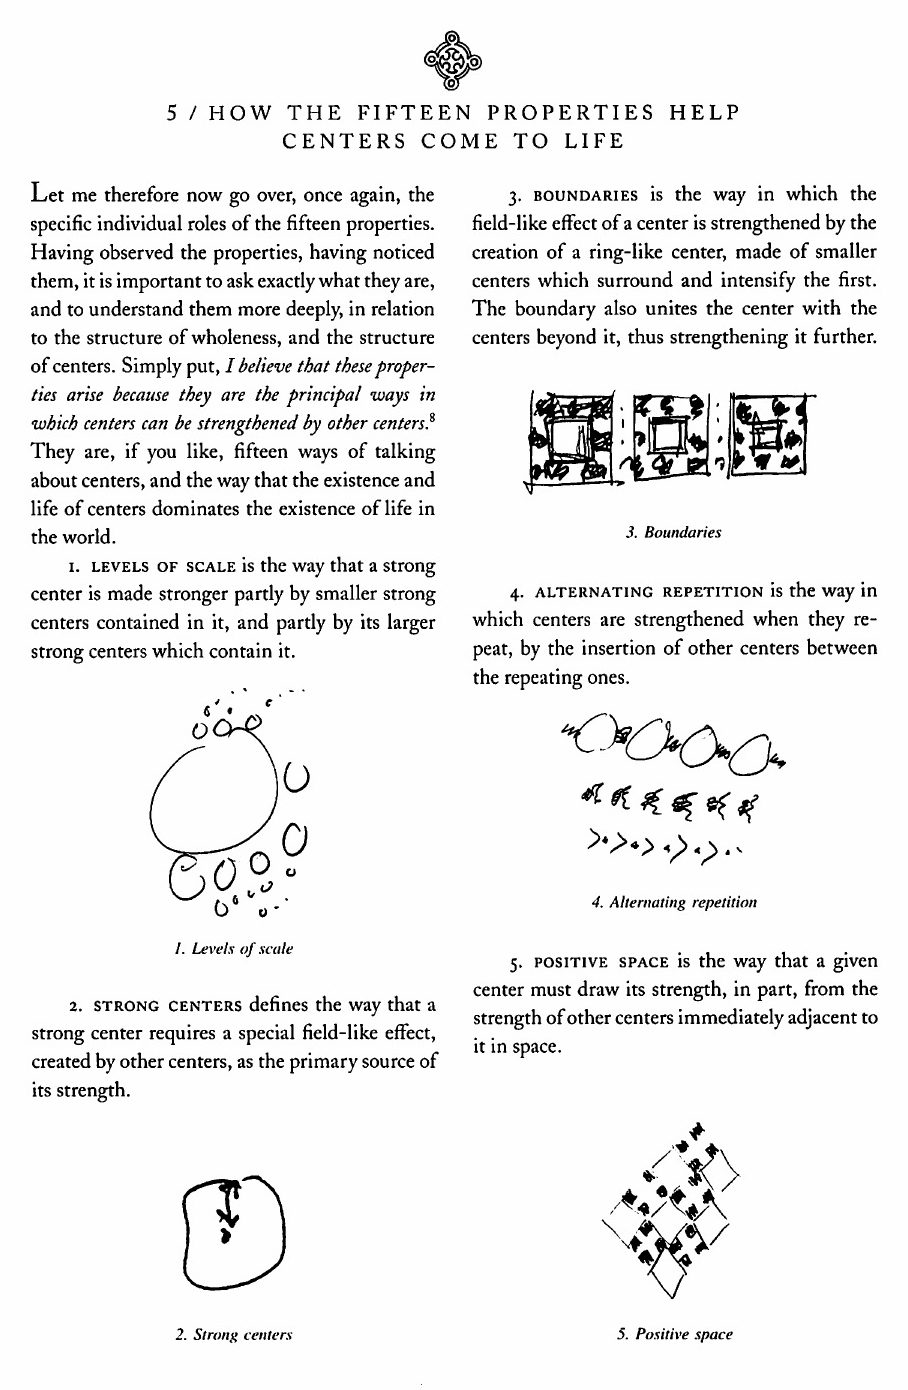 5 / HOW THE FIFTEEN PROPERTIES HELP
CENTERS COME TO LIFE
Let me therefore now go over, once again, the
specific individual roles of the fifteen properties.
Having observed the properties, having noticed
them, it is important to ask exactly what they are,
and to understand them more deeply, in relation
to the structure of wholeness, and the structure
of centers. Simply put, I believe that these proper-
ties arise because they are the principal ways in
which centers can be strengthened by other centers.⁸
They are, if you like, fifteen ways of talking
about centers, and the way that the existence and
life of centers dominates the existence of life in
the world.
1. LEVELS OF SCALE is the way that a strong
center is made stronger partly by smaller strong
centers contained in it, and partly by its larger
strong centers which contain it.
1. Levels of scale
2. STRONG CENTERS defines the way that a
strong center requires a special field-like effect,
created by other centers, as the primary source of
its strength.
2. Strong centers
3. BOUNDARIES is the way in which the
field-like effect of a center is strengthened by the
creation of a ring-like center, made of smaller
centers which surround and intensify the first.
The boundary also unites the center with the
centers beyond it, thus strengthening it further.
3. Boundaries
4. ALTERNATING REPETITION is the way in
which centers are strengthened when they re-
peat, by the insertion of other centers between
the repeating ones.
4. Alternating repetition
5. POSITIVE SPACE is the way that a given
center must draw its strength, in part, from the
strength of other centers immediately adjacent to
it in space.
5. Positive space